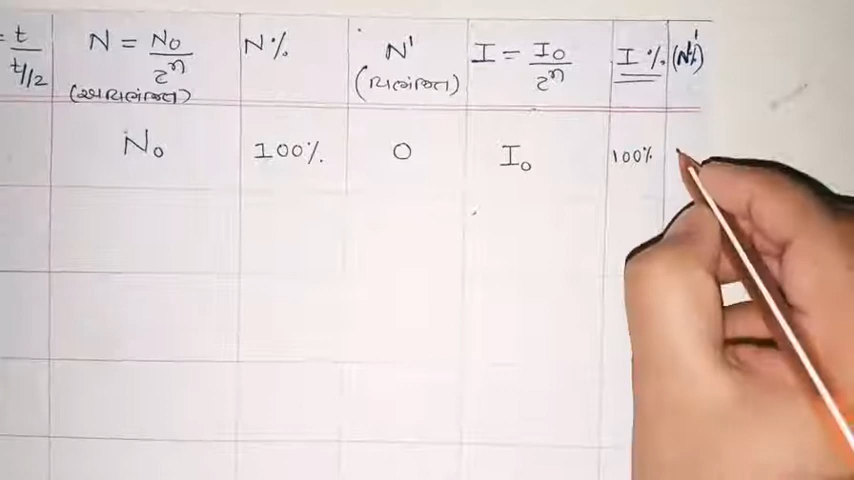 = t/t1/2 N = N₀/2ⁿ N% N' I = I₀/2ⁿ I% (N'%)
(અવિભંજીત) (વિભંજીત)
N₀ 100% 0 I₀ 100%